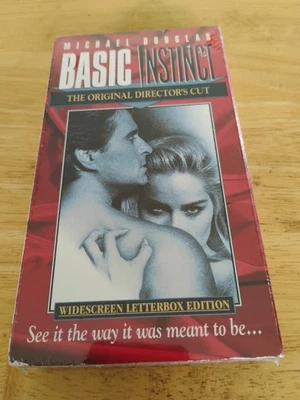 MICHAEL DOUGLAS
BASIC INSTINCT
THE ORIGINAL DIRECTOR'S CUT
WIDESCREEN LETTERBOX EDITION
See it the way it was meant to be...